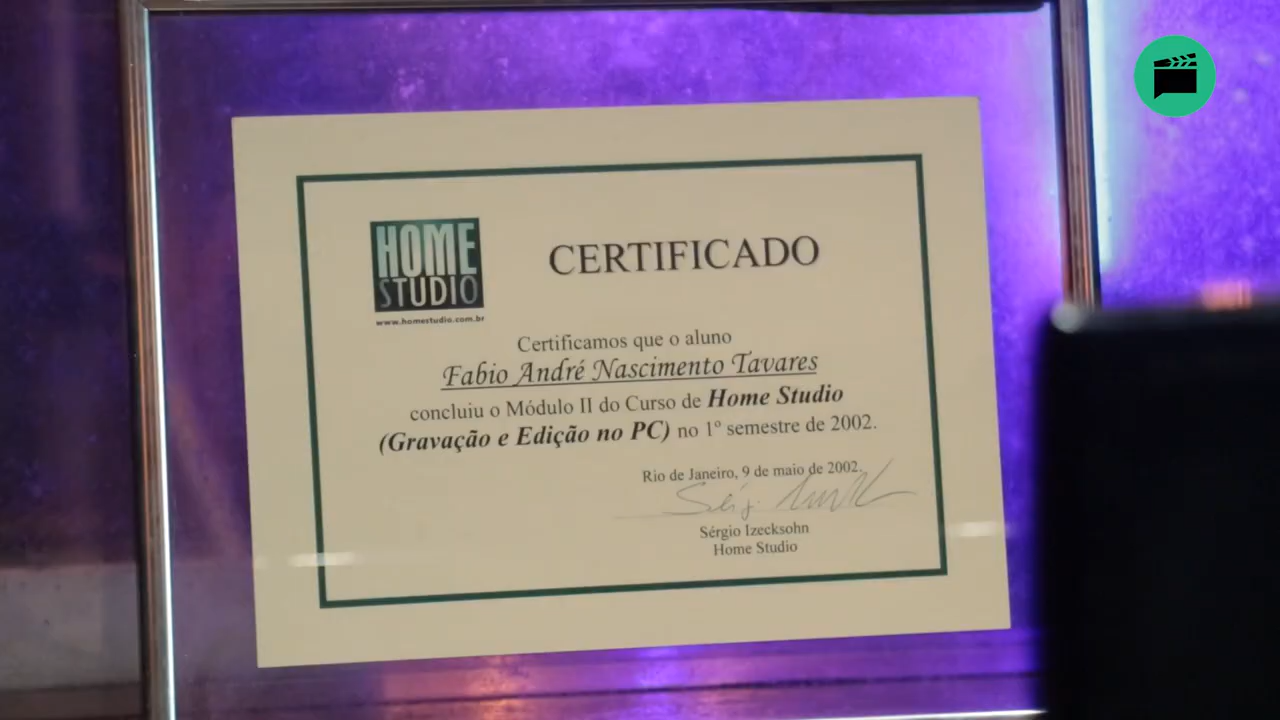 HOME
STUDIO
www.homestudio.com.br
CERTIFICADO
Certificamos que o aluno
Fabio André Nascimento Tavares
concluiu o Módulo II do Curso de Home Studio
(Gravação e Edição no PC) no 1º semestre de 2002.
Rio de Janeiro, 9 de maio de 2002.
Sérgio Izecksohn
Home Studio